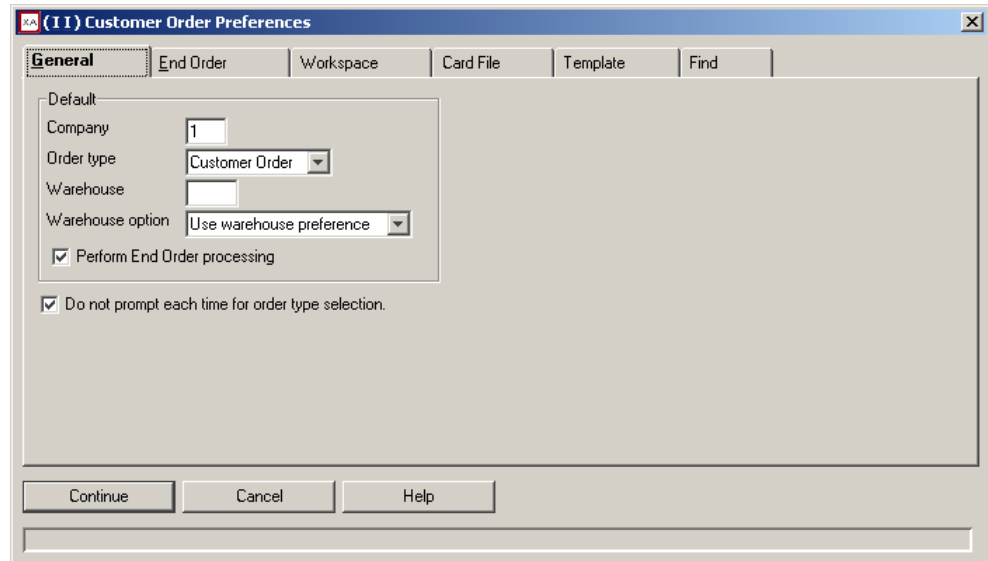 XA (II) Customer Order Preferences
General End Order Workspace Card File Template Find
Default
Company 1
Order type Customer Order
Warehouse
Warehouse option Use warehouse preference
Perform End Order processing
Do not prompt each time for order type selection.
Continue Cancel Help